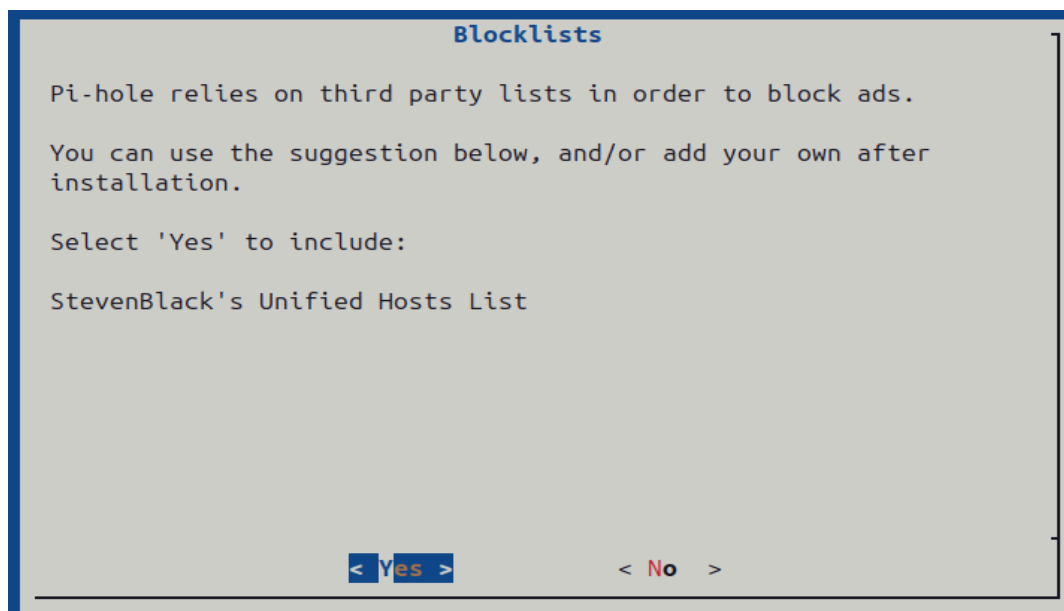 Blocklists
Pi-hole relies on third party lists in order to block ads.
You can use the suggestion below, and/or add your own after
installation.
Select 'Yes' to include:
StevenBlack's Unified Hosts List
< Yes > < No >